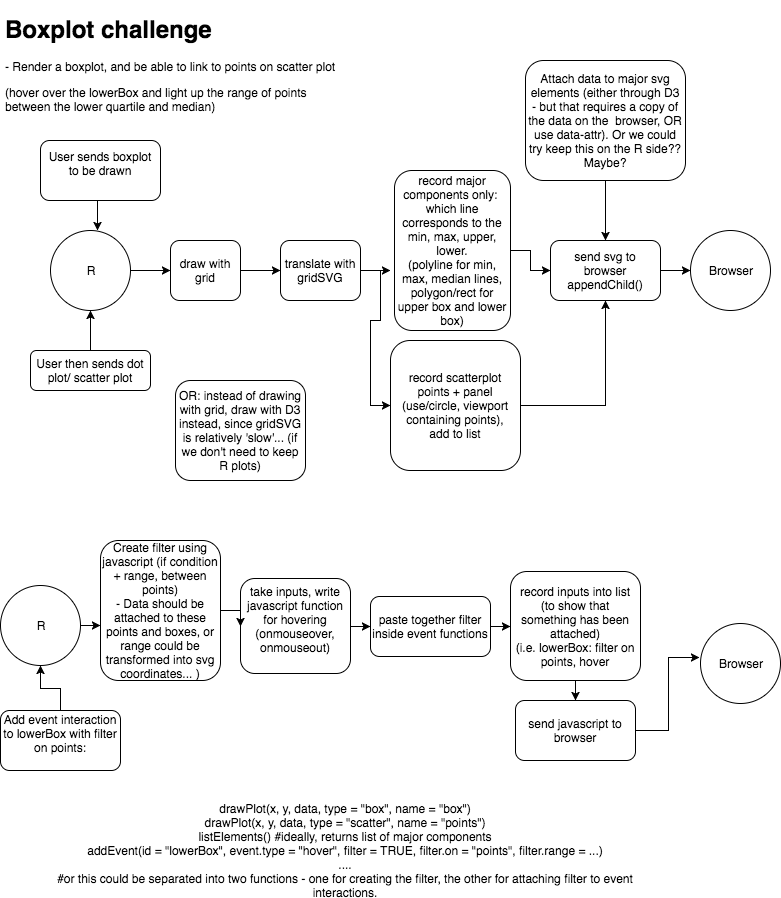 Boxplot challenge
- Render a boxplot, and be able to link to points on scatter plot
(hover over the lowerBox and light up the range of points
between the lower quartile and median)
User sends boxplot
to be drawn
R
User then sends dot
plot/ scatter plot
draw with
grid
translate with
gridSVG
OR: instead of drawing
with grid, draw with D3
instead, since gridSVG
is relatively 'slow'... (if
we don't need to keep
R plots)
record major
components only:
which line
corresponds to the
min, max, upper,
lower.
(polyline for min,
max, median lines,
polygon/rect for
upper box and lower
box)
record scatterplot
points + panel
(use/circle, viewport
containing points),
add to list
Attach data to major svg
elements (either through D3
- but that requires a copy of
the data on the  browser, OR
use data-attr). Or we could
try keep this on the R side??
Maybe?
send svg to
browser
appendChild()
Browser
R
Add event interaction
to lowerBox with filter
on points:
Create filter using
javascript (if condition
+ range, between
points)
- Data should be
attached to these
points and boxes, or
range could be
transformed into svg
coordinates... )
take inputs, write
javascript function
for hovering
(onmouseover,
onmouseout)
paste together filter
inside event functions
record inputs into list
(to show that
something has been
attached)
(i.e. lowerBox: filter on
points, hover
send javascript to
browser
Browser
drawPlot(x, y, data, type = "box", name = "box")
drawPlot(x, y, data, type = "scatter", name = "points")
listElements() #ideally, returns list of major components
addEvent(id = "lowerBox", event.type = "hover", filter = TRUE, filter.on = "points", filter.range = ...)
....
#or this could be separated into two functions - one for creating the filter, the other for attaching filter to event
interactions.